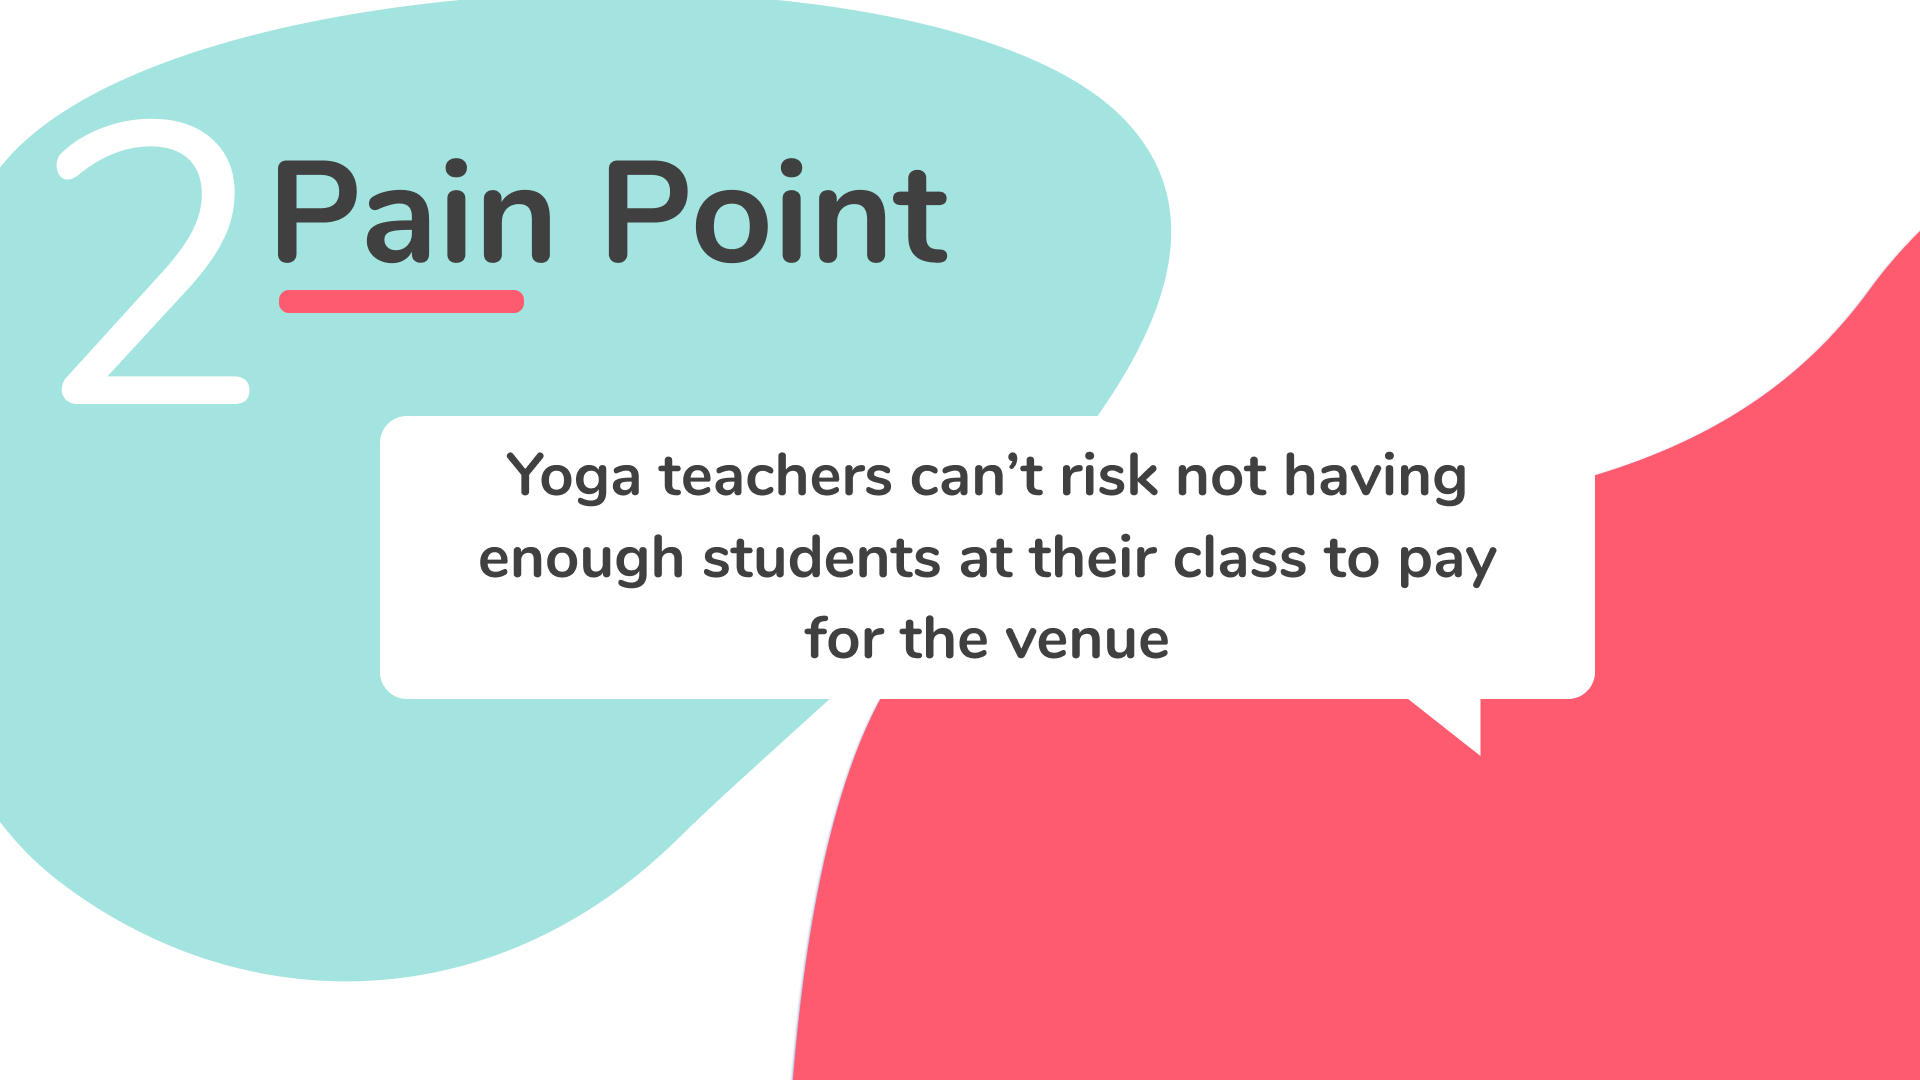 2
Pain Point
Yoga teachers can’t risk not having
enough students at their class to pay
for the venue